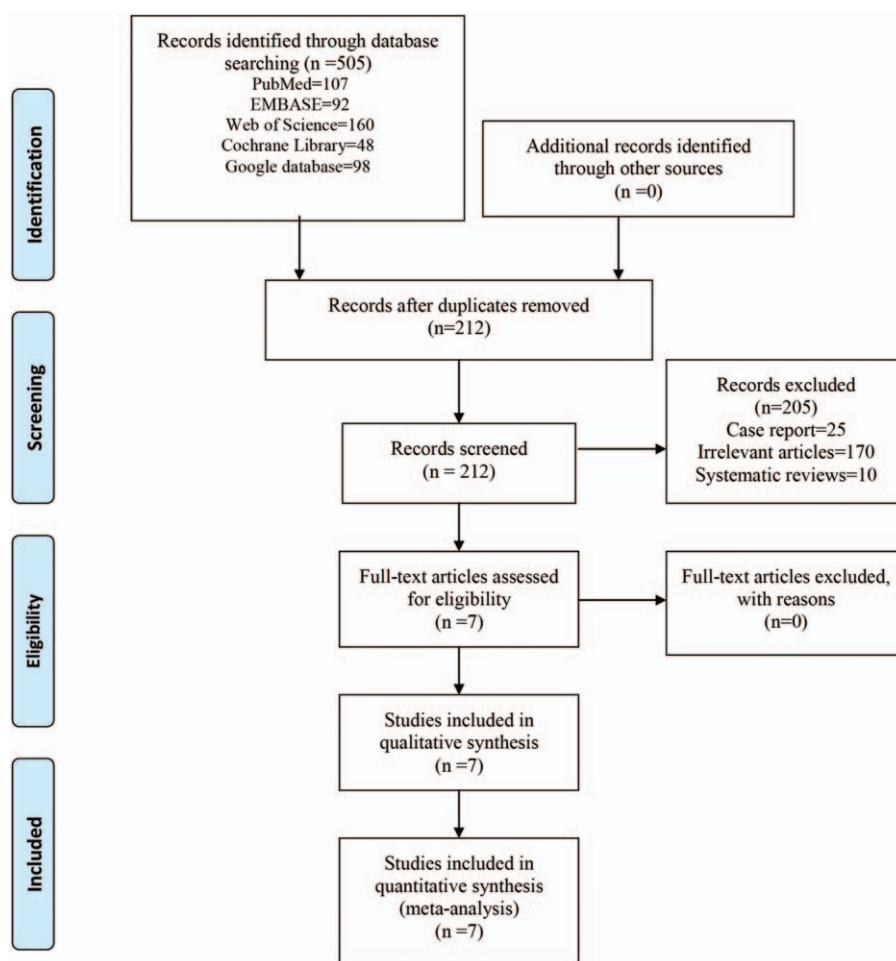 Records identified through database
searching (n =505)
PubMed=107
EMBASE=92
Web of Science=160
Cochrane Library=48
Google database=98
Additional records identified
through other sources
(n =0)
Identification
Records after duplicates removed
(n=212)
Screening
Records screened
(n = 212)
Records excluded
(n=205)
Case report=25
Irrelevant articles=170
Systematic reviews=10
Eligibility
Full-text articles assessed
for eligibility
(n =7)
Full-text articles excluded,
with reasons
(n=0)
Studies included in
qualitative synthesis
(n =7)
Included
Studies included in
quantitative synthesis
(meta-analysis)
(n =7)